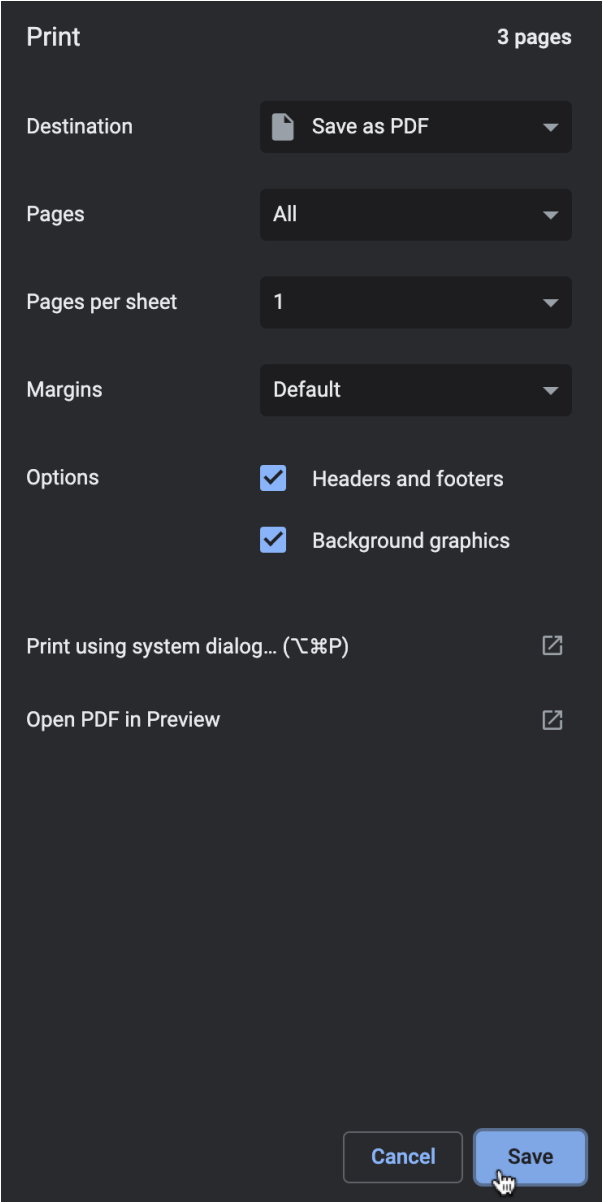 Print 3 pages
Destination Save as PDF
Pages All
Pages per sheet 1
Margins Default
Options Headers and footers
Background graphics
Print using system dialog... (⌥⌘P)
Open PDF in Preview
Cancel Save